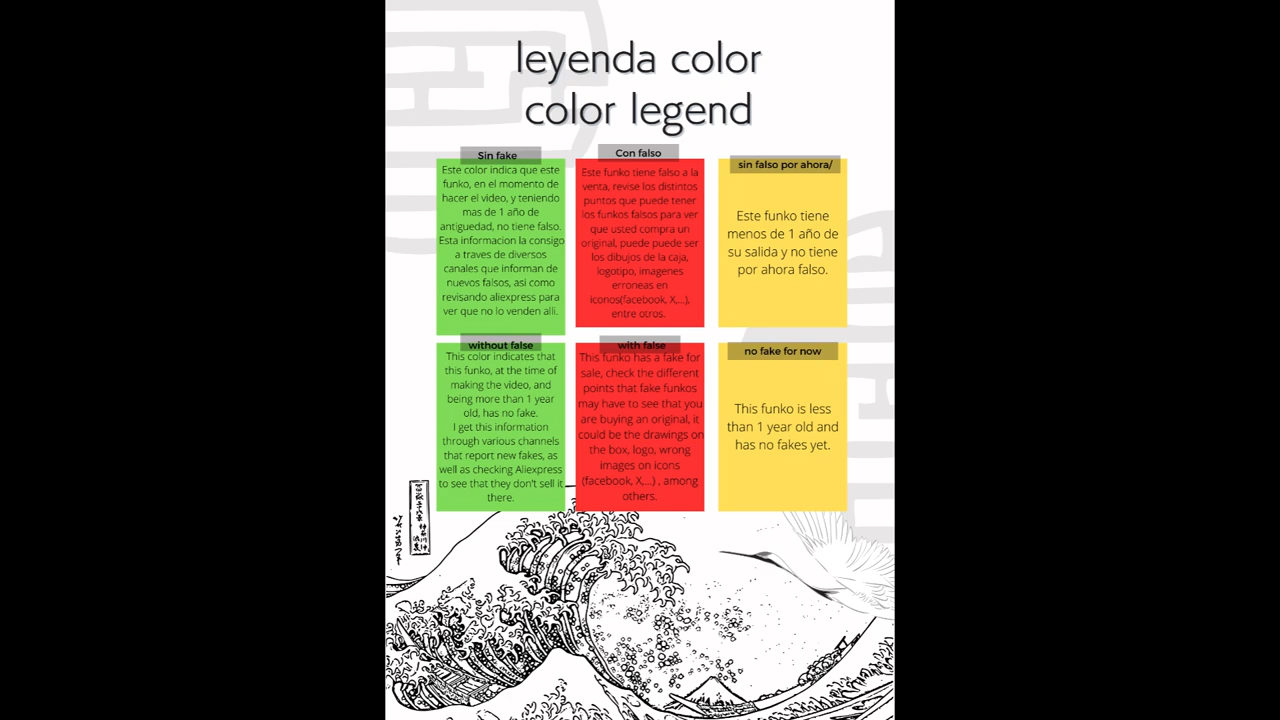 leyenda color
color legend
Sin fake
Este color indica que este
funko, en el momento de
hacer el video, y teniendo
mas de 1 año de
antiguedad, no tiene falso.
Esta informacion la consigo
a traves de diversos
canales que informan de
nuevos falsos, asi como
revisando aliexpress para
ver que no lo venden alli.
Con falso
Este funko tiene falso a la
venta, revise los distintos
puntos que puede tener
los funkos falsos para ver
que usted compra un
original, puede puede ser
los dibujos de la caja,
logotipo, imagenes
erroneas en
iconos(facebook, X,...),
entre otros.
sin falso por ahora/
Este funko tiene
menos de 1 año de
su salida y no tiene
por ahora falso.
without false
This color indicates that
this funko, at the time of
making the video, and
being more than 1 year
old, has no fake.
I get this information
through various channels
that report new fakes, as
well as checking Aliexpress
to see that they don't sell it
there.
with false
This funko has a fake for
sale, check the different
points that fake funkos
may have to see that you
are buying an original, it
could be the drawings on
the box, logo, wrong
images on icons
(facebook, X,...) , among
others.
no fake for now
This funko is less
than 1 year old and
has no fakes yet.